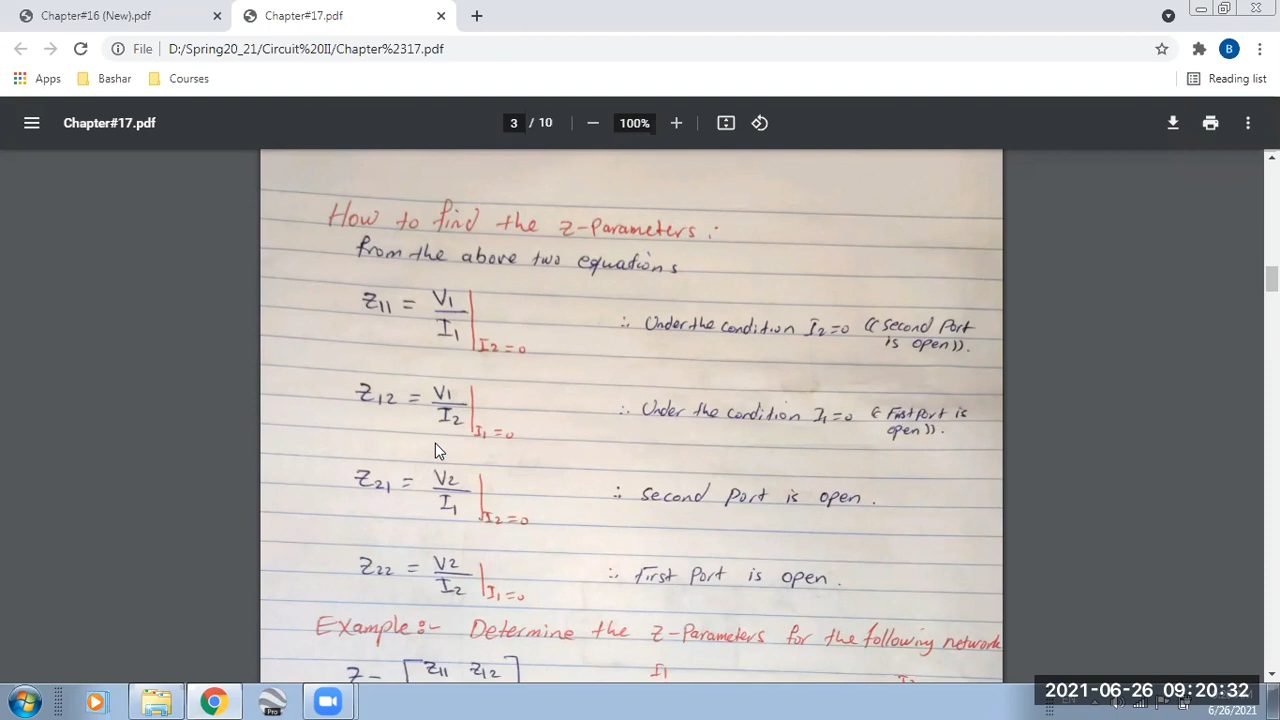 Chapter#16 (New).pdf
Chapter#17.pdf
File
D:/Spring20_21/Circuit%20II/Chapter%2317.pdf
B
Apps
Bashar
Courses
Reading list
Chapter#17.pdf
3 / 10
100%
How to find the z-Parameters:
from the above two equations
Z11 = V1/I1 | I2=0 ∴ Under the condition I2=0 ((Second Port is open)).
Z12 = V1/I2 | I1=0 ∴ Under the condition I1=0 ((First Port is open)).
Z21 = V2/I1 | I2=0 ∴ Second Port is open.
Z22 = V2/I2 | I1=0 ∴ First Port is open.
Example:- Determine the z-Parameters for the following network
Z = [ Z11 Z12 ]
I1
Pro
2021-06-26 09:20:32
6/26/2021